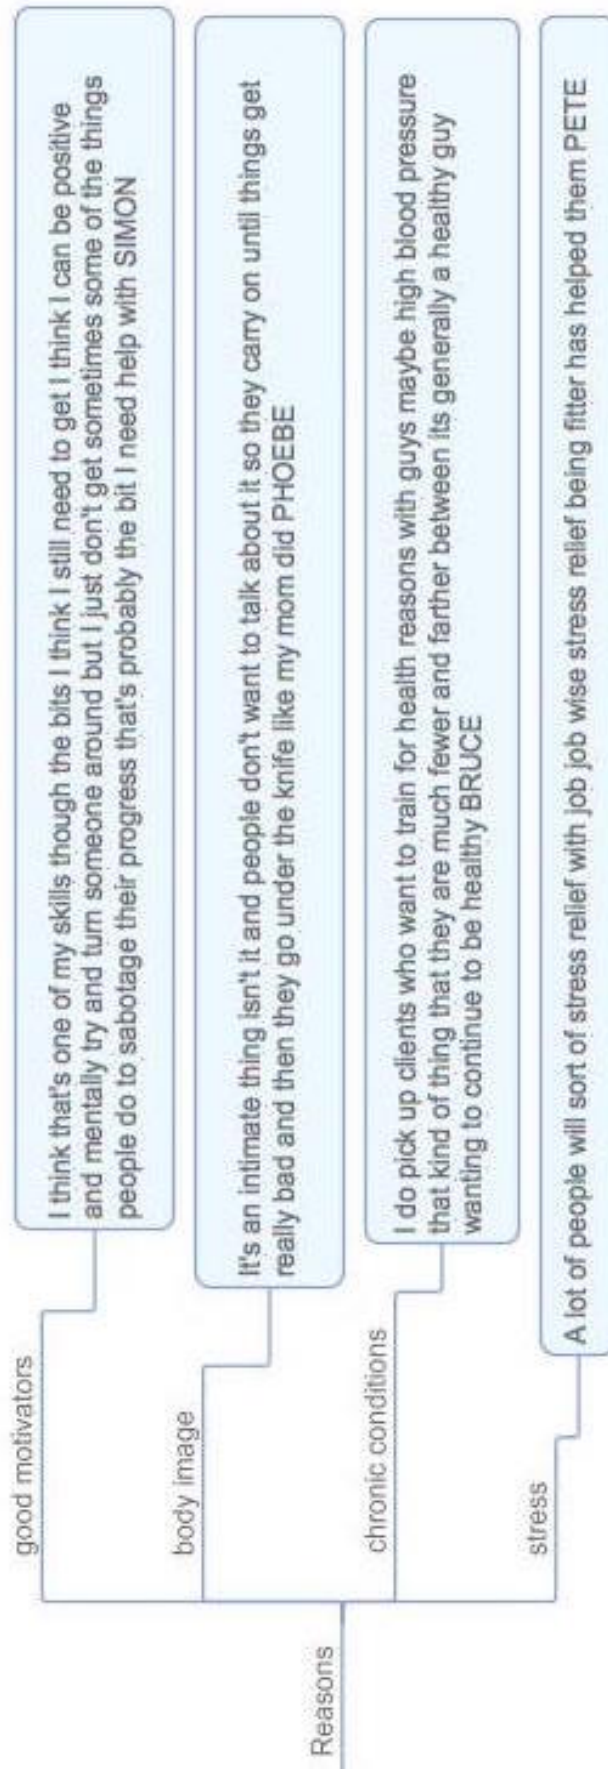 Reasons
good motivators
I think that's one of my skills though the bits I think I still need to get I think I can be positive
and mentally try and turn someone around but I just don't get sometimes some of the things
people do to sabotage their progress that's probably the bit I need help with SIMON
body image
It's an intimate thing isn't it and people don't want to talk about it so they carry on until things get
really bad and then they go under the knife like my mom did PHOEBE
chronic conditions
I do pick up clients who want to train for health reasons with guys maybe high blood pressure
that kind of thing that they are much fewer and farther between its generally a healthy guy
wanting to continue to be healthy BRUCE
stress
A lot of people will sort of stress relief with job job wise stress relief being fitter has helped them PETE